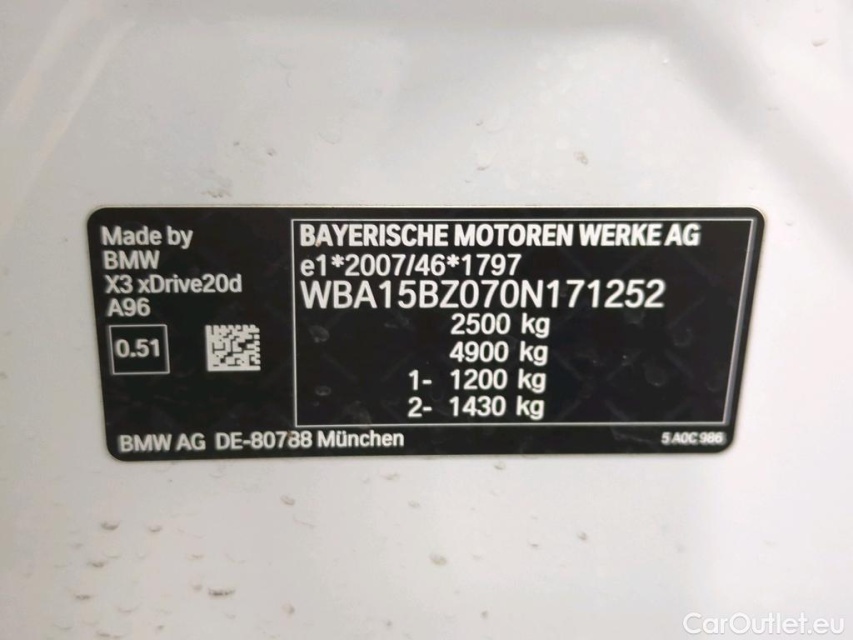 Made by
BMW
X3 xDrive20d
A96
0.51
BAYERISCHE MOTOREN WERKE AG
e1*2007/46*1797
WBA15BZ070N171252
2500 kg
4900 kg
1- 1200 kg
2- 1430 kg
BMW AG DE-80788 München
5 A0C 986
CarOutlet.eu